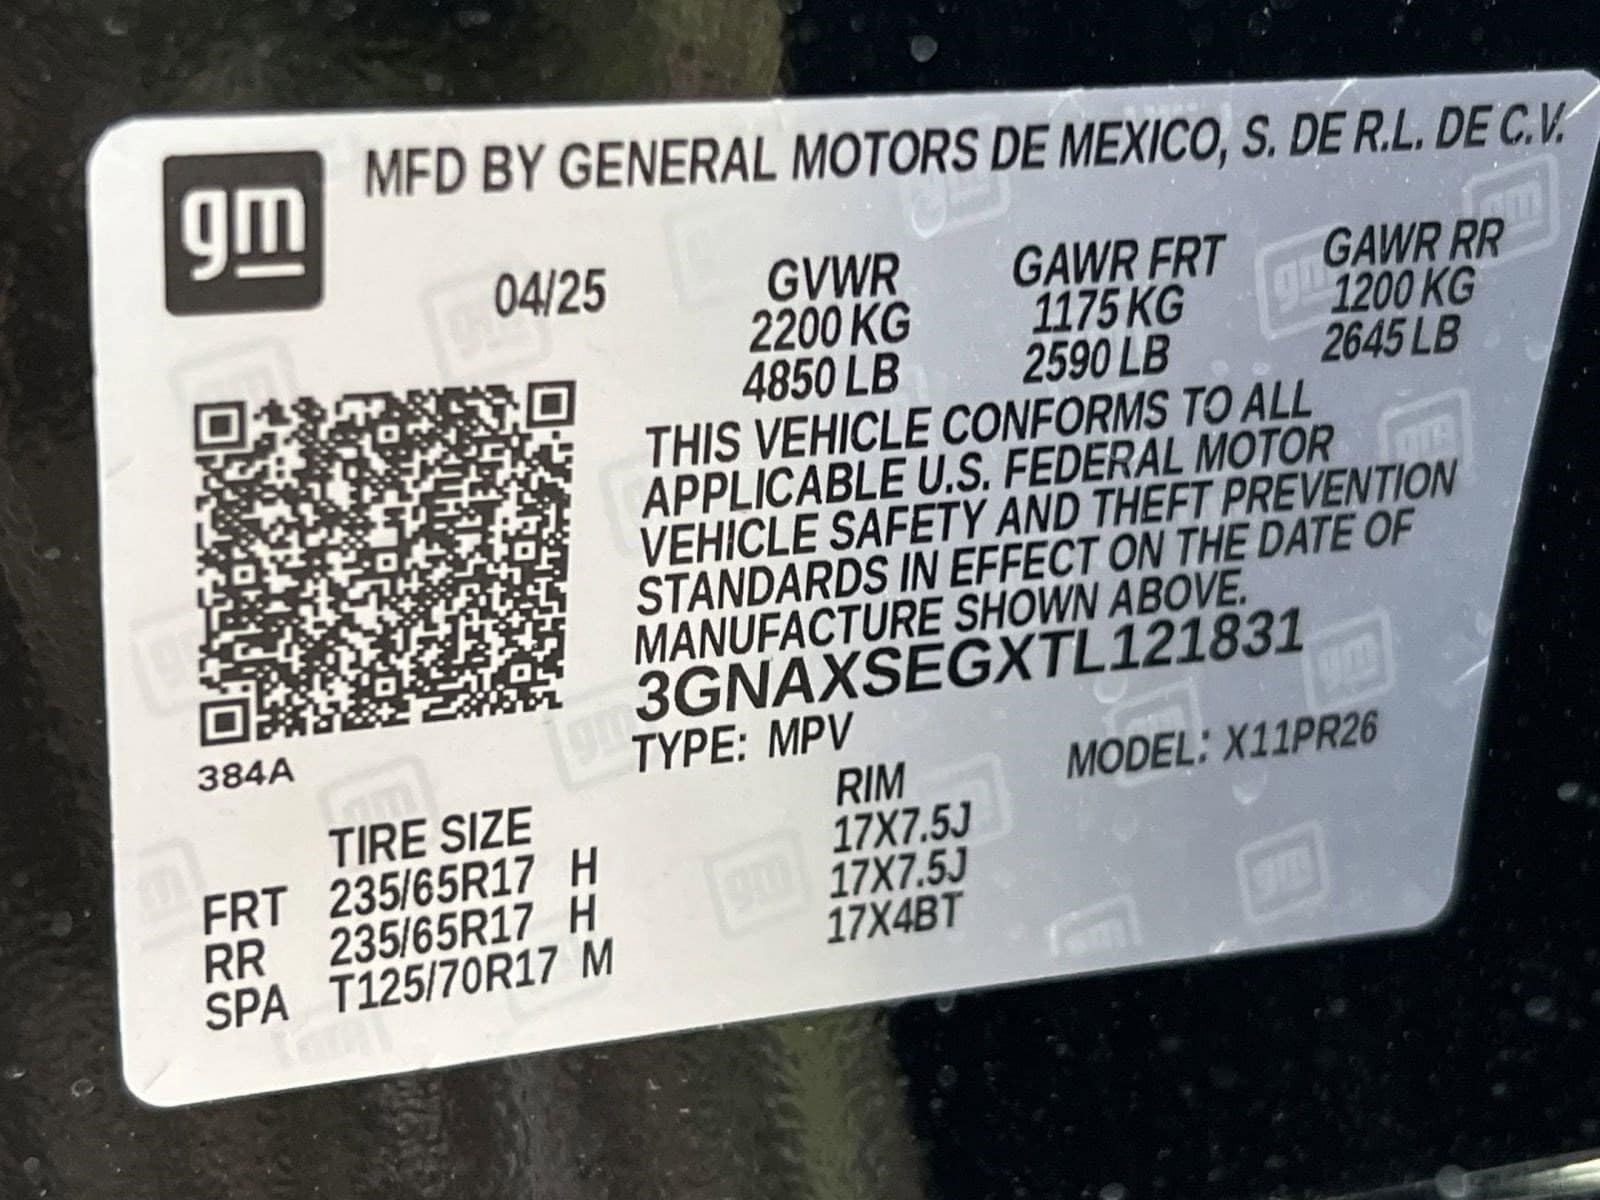 gm
MFD BY GENERAL MOTORS DE MEXICO, S. DE R.L. DE C.V.
04/25
GVWR GAWR FRT GAWR RR
2200 KG 1175 KG 1200 KG
4850 LB 2590 LB 2645 LB
THIS VEHICLE CONFORMS TO ALL
APPLICABLE U.S. FEDERAL MOTOR
VEHICLE SAFETY AND THEFT PREVENTION
STANDARDS IN EFFECT ON THE DATE OF
MANUFACTURE SHOWN ABOVE.
3GNAXSEGXTL121831
TYPE: MPV MODEL: X11PR26
384A
TIRE SIZE RIM
FRT 235/65R17 H 17X7.5J
RR 235/65R17 H 17X7.5J
SPA T125/70R17 M 17X4BT